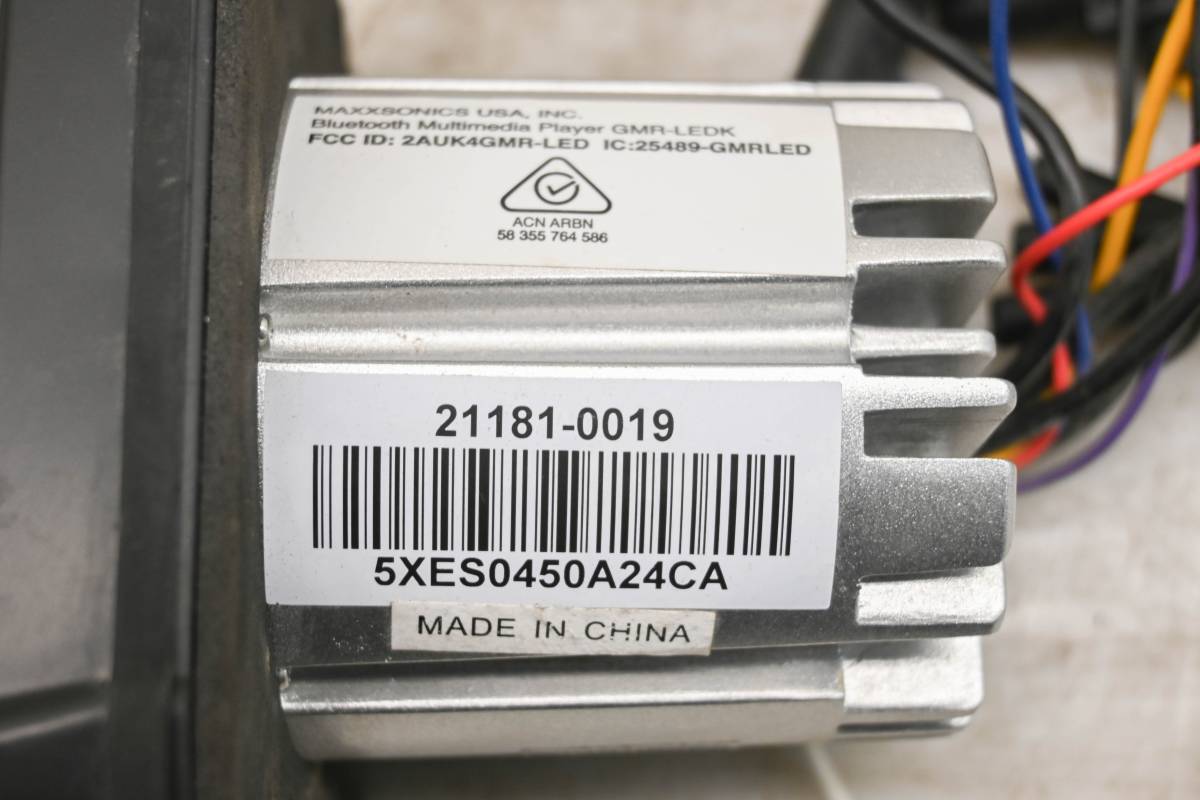 MAXXSONICS USA, INC.
Bluetooth Multimedia Player GMR-LEDK
FCC ID: 2AUK4GMR-LED IC:25489-GMRLED
ACN ARBN
58 355 764 586
21181-0019
5XES0450A24CA
MADE IN CHINA